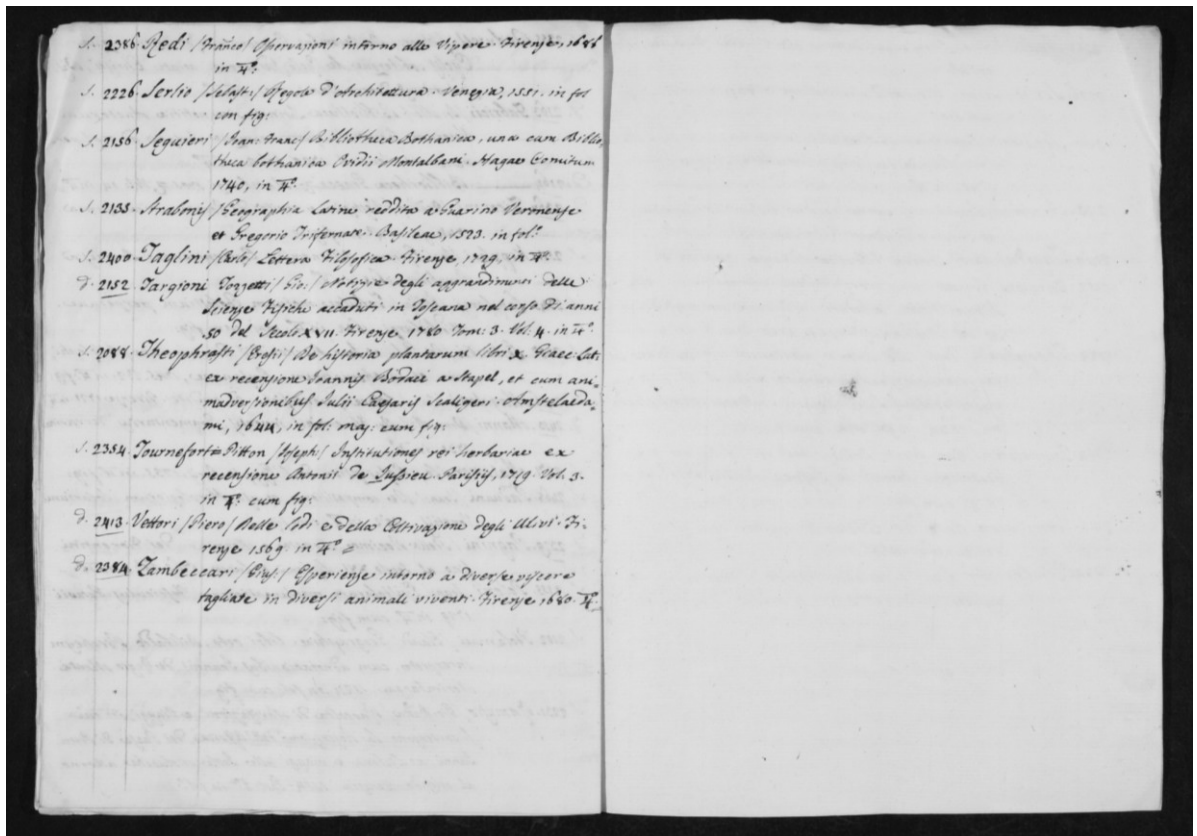 s. 2386. Redi /Franc:/ Osservazioni intorno alle Vipere. Firenze, 1686
in 4°.
s. 2226. Serlio /Sebast:/ Regole d'Architettura. Venezia, 1551. in fol
con fig:
s. 2156. Seguieri /Joan: Franc:/ Bibliotheca Bothanica, una cum Biblio,
theca bothanica Ovidii Montalbani. Hagae Comitum
1740, in 4°.
s. 2133. Strabonis /Geographia Latine reddita a Guarino Veronense
et Gregorio Trifernate. Basileae, 1523. in fol:
s. 2400. Taglini /Carlo/ Lettere Filosofiche. Firenze, 1729, in 4°.
d. 2152. Targioni Tozzetti /Gio:/ Notizie degli aggrandimenti delle
Scienze Fisiche accaduti in Toscana nel corso di anni
60 del Secolo XVII. Firenze, 1780. Tom: 3. Vol. 4. in 4°.
s. 2088. Theophrasti /Eresii/ De historia plantarum libri X. Graec: lat:
ex recensione Joannis Bodaei a Stapel, et cum ani=
madversionibus Julii Caesaris Scaligeri. Amstelaeda=
mi, 1644, in fol: maj: cum fig:
s. 2354. Tournefort Pitton /Joseph:/ Institutiones rei herbariae ex
recensione Antonii de Jussieu. Parisiis, 1719. Vol. 3.
in 4°. cum fig:
d. 2413. Vettori /Piero/ Delle lodi e della Coltivazione degli Ulivi. Fi=
renze 1569. in 4°.
d. 2384. Zambeccari /Gius:/ Esperienze intorno a diverse viscere
tagliate in diversi animali viventi. Firenze 1680. 4°.